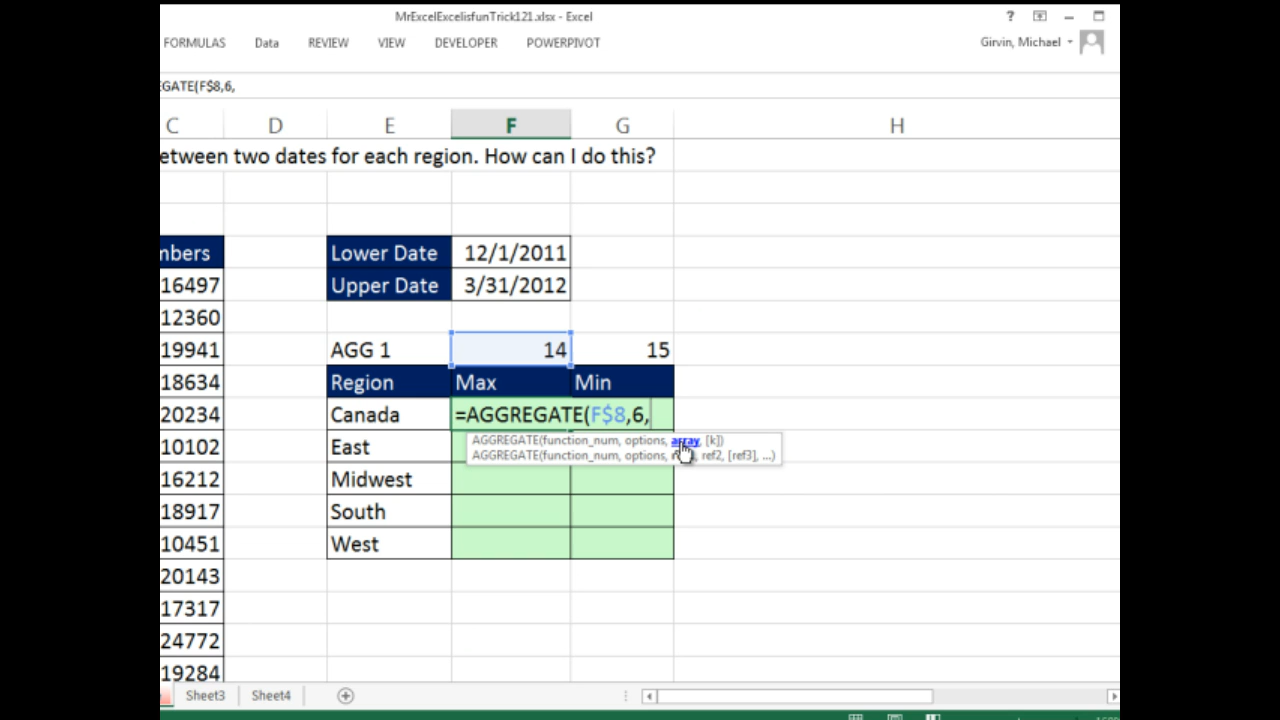 MrExcelExcelisfunTrick121.xlsx - Excel
?
FORMULAS Data REVIEW VIEW DEVELOPER POWERPIVOT Girvin, Michael
GATE(F$8,6,
C D E F G H
etween two dates for each region. How can I do this?
nbers Lower Date 12/1/2011
16497 Upper Date 3/31/2012
12360
19941 AGG 1 14 15
18634 Region Max Min
20234 Canada =AGGREGATE(F$8,6,
AGGREGATE(function_num, options, array, [k])
10102 East
AGGREGATE(function_num, options, ref2, [ref3], ...)
16212 Midwest
18917 South
10451 West
20143
17317
24772
19284
Sheet3 Sheet4